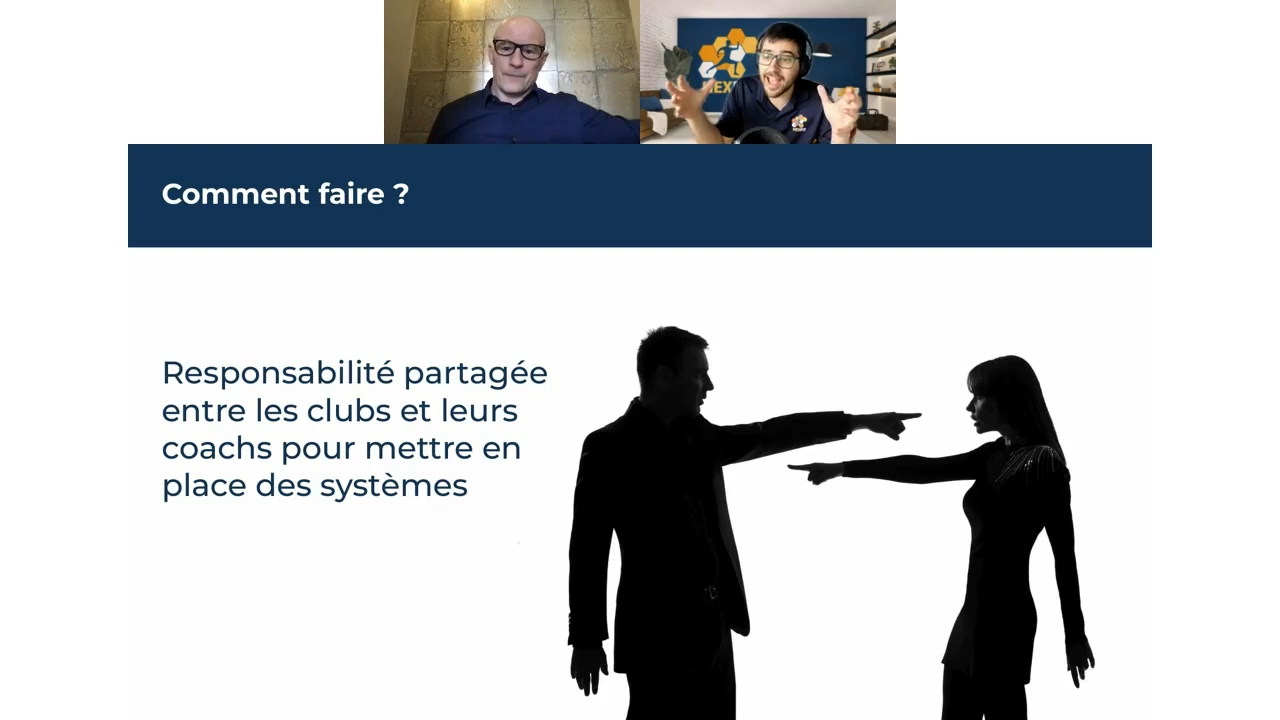 Comment faire ?
Responsabilité partagée
entre les clubs et leurs
coachs pour mettre en
place des systèmes